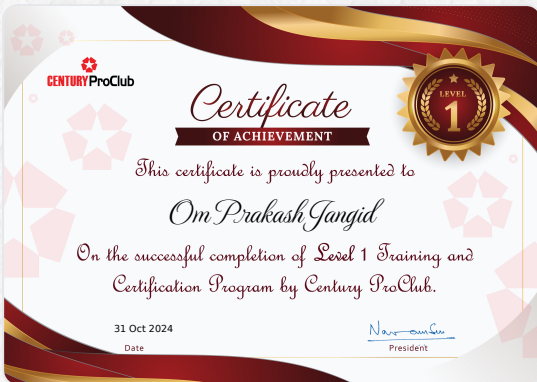 CENTURY ProClub
Certificate
OF ACHIEVEMENT
LEVEL
1
This certificate is proudly presented to
Om Prakash Jangid
On the successful completion of Level 1 Training and
Certification Program by Century ProClub.
31 Oct 2024
Date
President